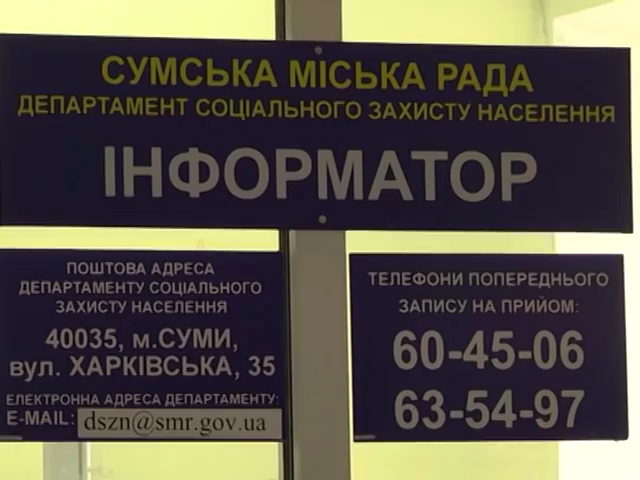 СУМСЬКА МІСЬКА РАДА
ДЕПАРТАМЕНТ СОЦІАЛЬНОГО ЗАХИСТУ НАСЕЛЕННЯ
ІНФОРМАТОР
ПОШТОВА АДРЕСА
ДЕПАРТАМЕНТУ СОЦІАЛЬНОГО
ЗАХИСТУ НАСЕЛЕННЯ
40035, м.СУМИ,
вул. ХАРКІВСЬКА, 35
ЕЛЕКТРОННА АДРЕСА ДЕПАРТАМЕНТУ:
E-MAIL: dszn@smr.gov.ua
ТЕЛЕФОНИ ПОПЕРЕДНЬОГО
ЗАПИСУ НА ПРИЙОМ:
60-45-06
63-54-97